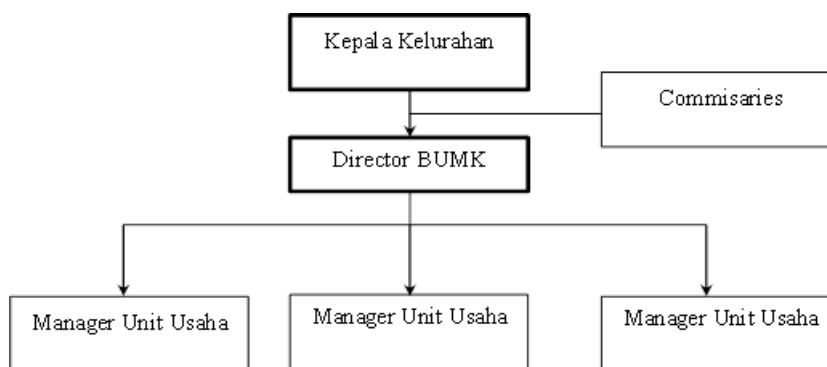 Kepala Kelurahan
Commisaries
Director BUMK
Manager Unit Usaha
Manager Unit Usaha
Manager Unit Usaha